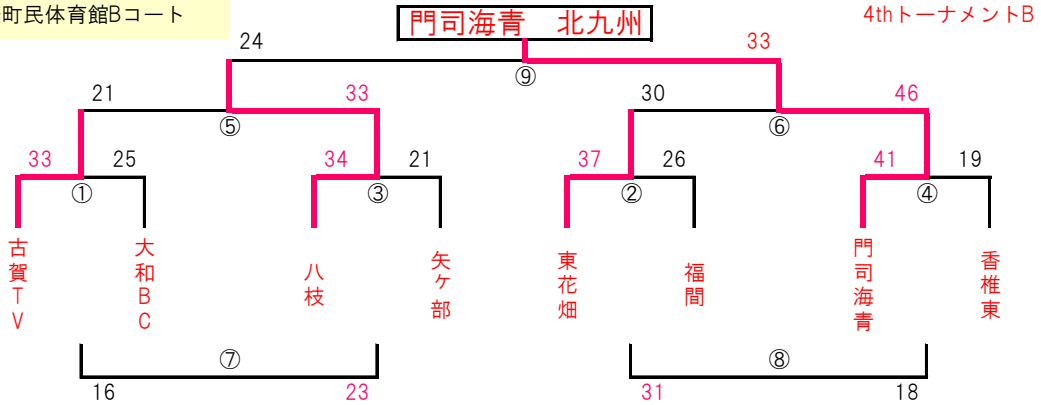 町民体育館Bコート
門司海青 北九州
4thトーナメントB
24
33
⑨
21
33
30
46
⑤
⑥
33
25
34
21
37
26
41
19
①
③
②
④
古賀TV
大和BC
八枝
矢ヶ部
東花畑
福間
門司海青
香椎東
⑦
⑧
16
23
31
18